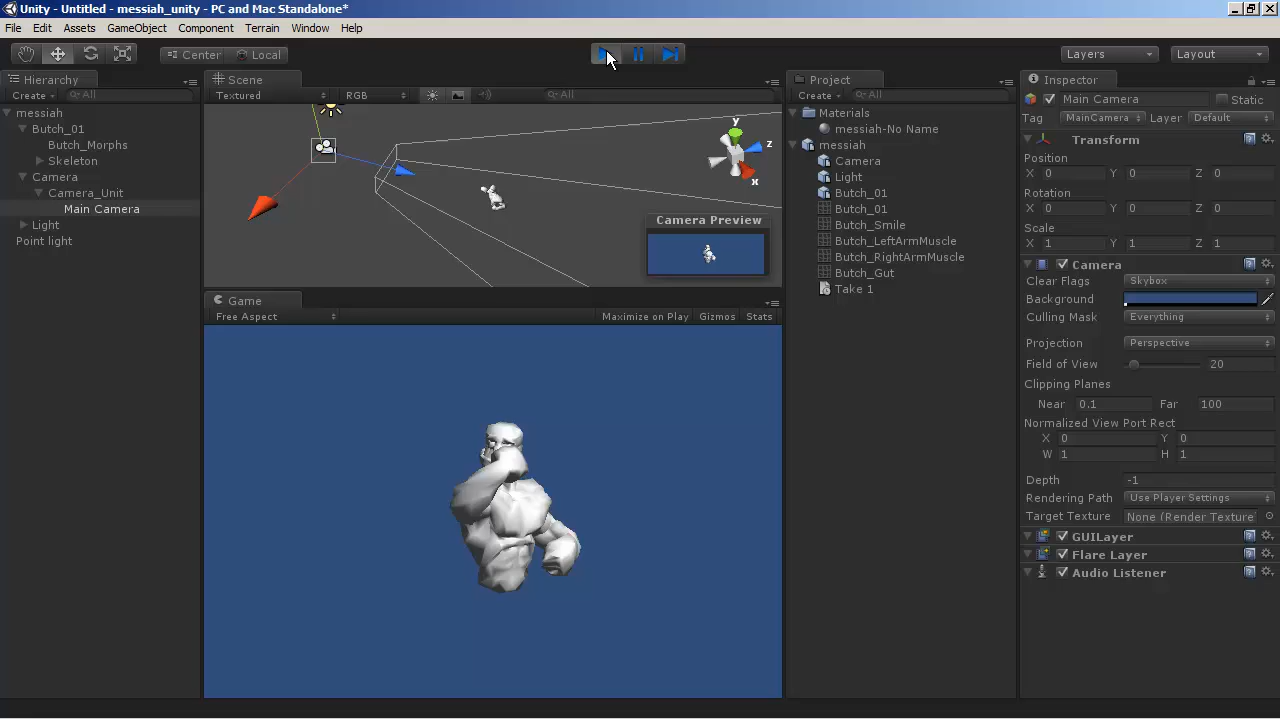 Unity - Untitled - messiah_unity - PC and Mac Standalone*
File Edit Assets GameObject Component Terrain Window Help
Center Local Layers Layout
Hierarchy
Create All
messiah
Butch_01
Butch_Morphs
Skeleton
Camera
Camera_Unit
Main Camera
Light
Point light
Scene
Textured RGB All
y
z
x
Camera Preview
Game
Free Aspect Maximize on Play Gizmos Stats
Project
Create All
Materials
messiah-No Name
messiah
Camera
Light
Butch_01
Butch_01
Butch_Smile
Butch_LeftArmMuscle
Butch_RightArmMuscle
Butch_Gut
Take 1
Inspector
Main Camera Static
Tag MainCamera Layer Default
Transform
Position
X 0 Y 0 Z 0
Rotation
X 0 Y 0 Z 0
Scale
X 1 Y 1 Z 1
Camera
Clear Flags Skybox
Background
Culling Mask Everything
Projection Perspective
Field of View 20
Clipping Planes
Near 0.1 Far 100
Normalized View Port Rect
X 0 Y 0
W 1 H 1
Depth -1
Rendering Path Use Player Settings
Target Texture None (Render Texture
GUILayer
Flare Layer
Audio Listener